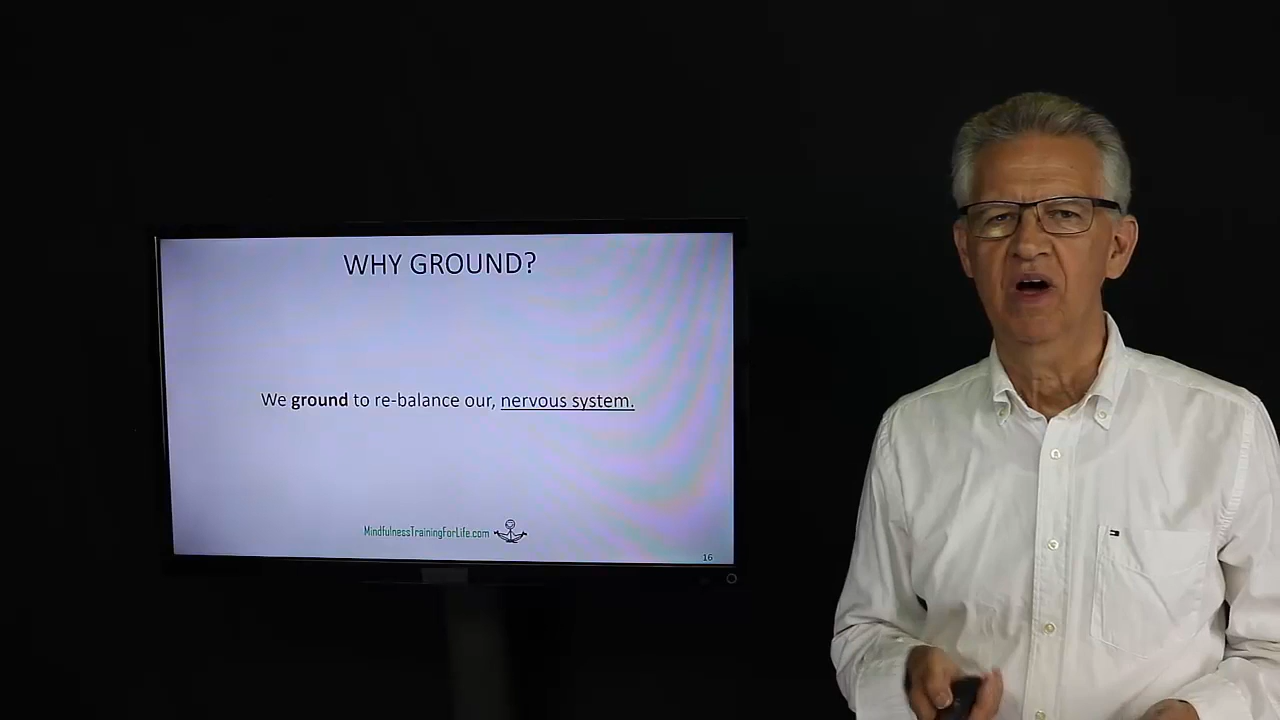 WHY GROUND?
We ground to re-balance our, nervous system.
MindfulnessTrainingForLife.com
16